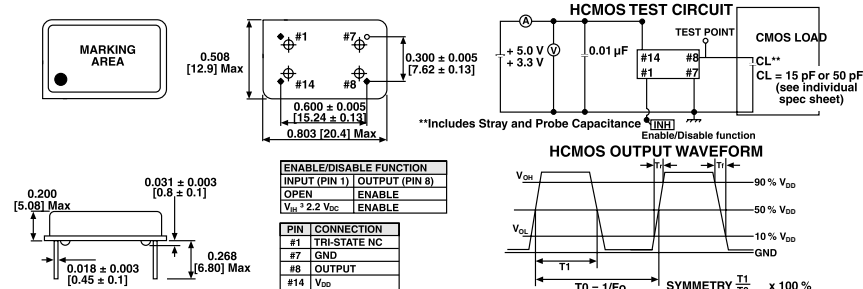 MARKING
AREA
0.508
[12.9] Max
#1
#7
#14
#8
0.300 ± 0.005
[7.62 ± 0.13]
0.600 ± 0.005
[15.24 ± 0.13]
0.803 [20.4] Max
HCMOS TEST CIRCUIT
A
V
+ 5.0 V
+ 3.3 V
0.01 µF
TEST POINT
#14 #8
#1 #7
CMOS LOAD
CL**
CL = 15 pF or 50 pF
(see individual
spec sheet)
**Includes Stray and Probe Capacitance
INH
Enable/Disable function
HCMOS OUTPUT WAVEFORM
0.200
[5.08] Max
0.031 ± 0.003
[0.8 ± 0.1]
0.018 ± 0.003
[0.45 ± 0.1]
0.268
[6.80] Max
ENABLE/DISABLE FUNCTION
INPUT (PIN 1) OUTPUT (PIN 8)
OPEN ENABLE
VIH ³ 2.2 VDC ENABLE
PIN CONNECTION
#1 TRI-STATE NC
#7 GND
#8 OUTPUT
#14 VDD
VOH
VOL
Tr
Tf
90 % VDD
50 % VDD
10 % VDD
GND
T1
T0 = 1/Fo
SYMMETRY T1 x 100 %